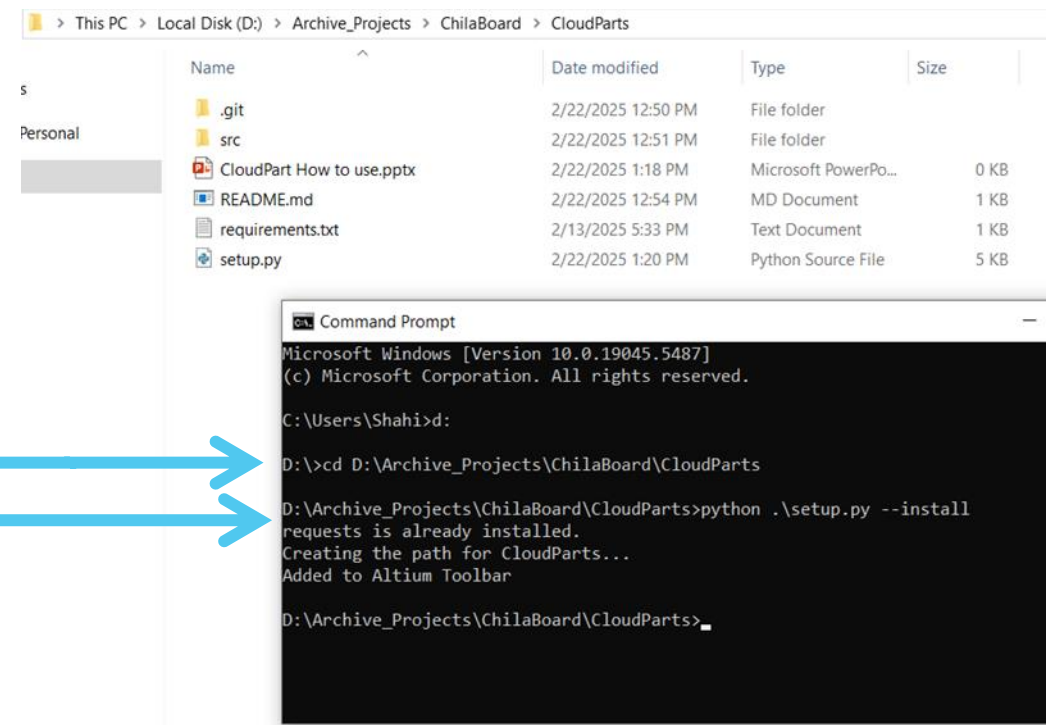 This PC > Local Disk (D:) > Archive_Projects > ChilaBoard > CloudParts
Name Date modified Type Size
s
.git 2/22/2025 12:50 PM File folder
Personal
src 2/22/2025 12:51 PM File folder
CloudPart How to use.pptx 2/22/2025 1:18 PM Microsoft PowerPo... 0 KB
README.md 2/22/2025 12:54 PM MD Document 1 KB
requirements.txt 2/13/2025 5:33 PM Text Document 1 KB
setup.py 2/22/2025 1:20 PM Python Source File 5 KB
Command Prompt
Microsoft Windows [Version 10.0.19045.5487]
(c) Microsoft Corporation. All rights reserved.
C:\Users\Shahi>d:
D:\>cd D:\Archive_Projects\ChilaBoard\CloudParts
D:\Archive_Projects\ChilaBoard\CloudParts>python .\setup.py --install
requests is already installed.
Creating the path for CloudParts...
Added to Altium Toolbar
D:\Archive_Projects\ChilaBoard\CloudParts>